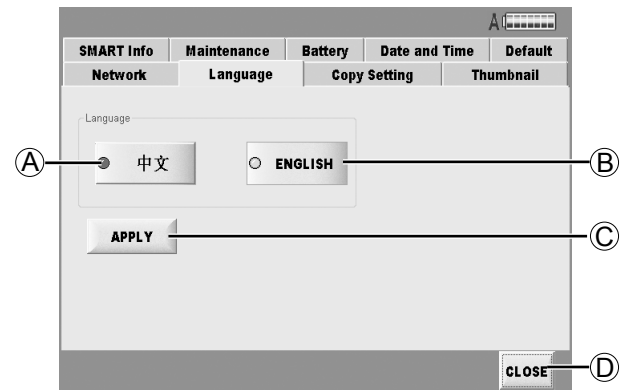 A
SMART Info Maintenance Battery Date and Time Default
Network Language Copy Setting Thumbnail
Language
A 中文 ENGLISH B
APPLY C
CLOSE D